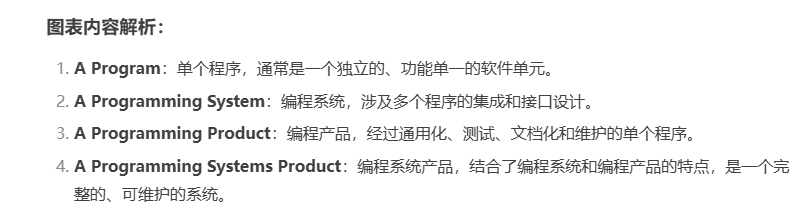 图表内容解析：
1. A Program：单个程序，通常是一个独立的、功能单一的软件单元。
2. A Programming System：编程系统，涉及多个程序的集成和接口设计。
3. A Programming Product：编程产品，经过通用化、测试、文档化和维护的单个程序。
4. A Programming Systems Product：编程系统产品，结合了编程系统和编程产品的特点，是一个完
整的、可维护的系统。